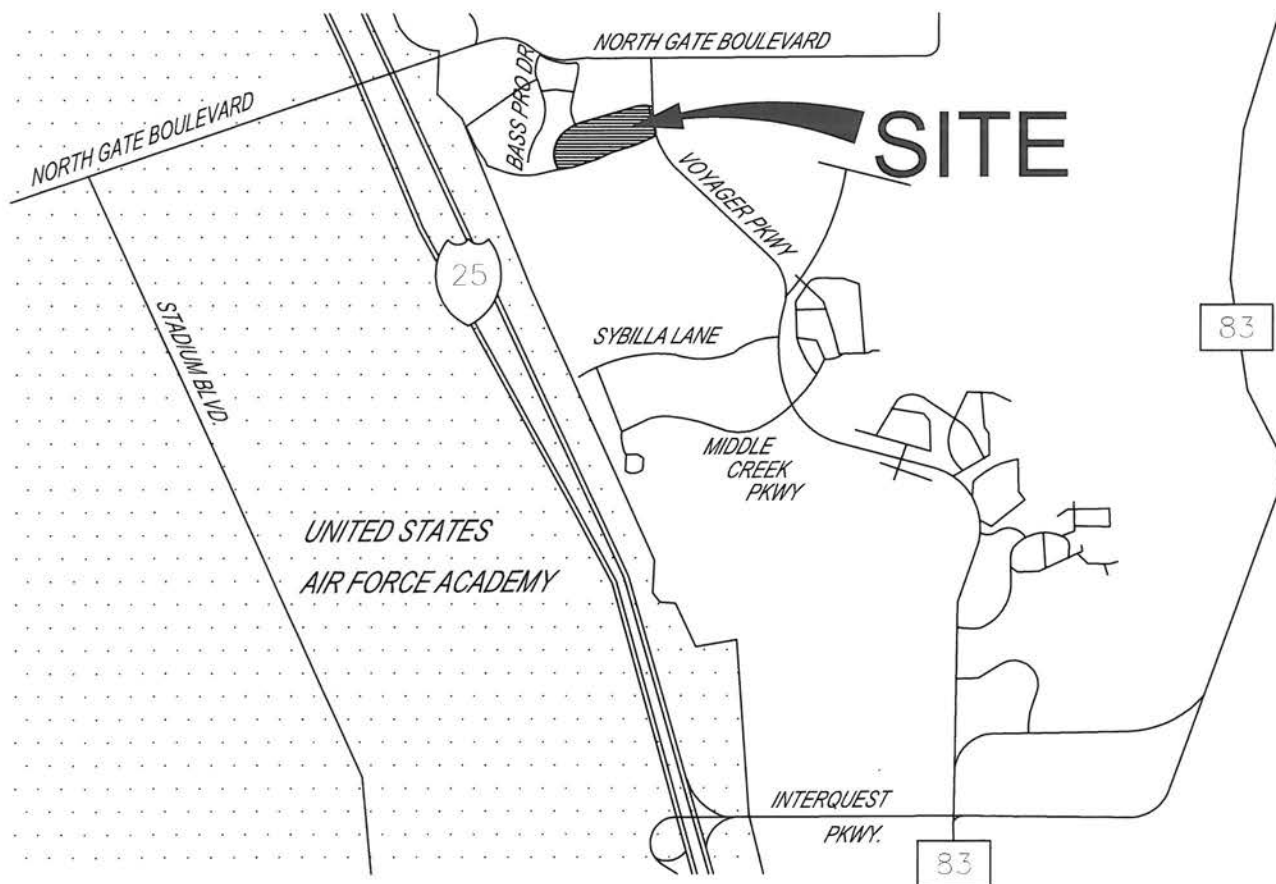 NORTH GATE BOULEVARD
BASS PRO DR
SITE
NORTH GATE BOULEVARD
VOYAGER PKWY
25
STADIUM BLVD.
SYBILLA LANE
83
MIDDLE
CREEK
PKWY
UNITED STATES
AIR FORCE ACADEMY
INTERQUEST
PKWY.
83